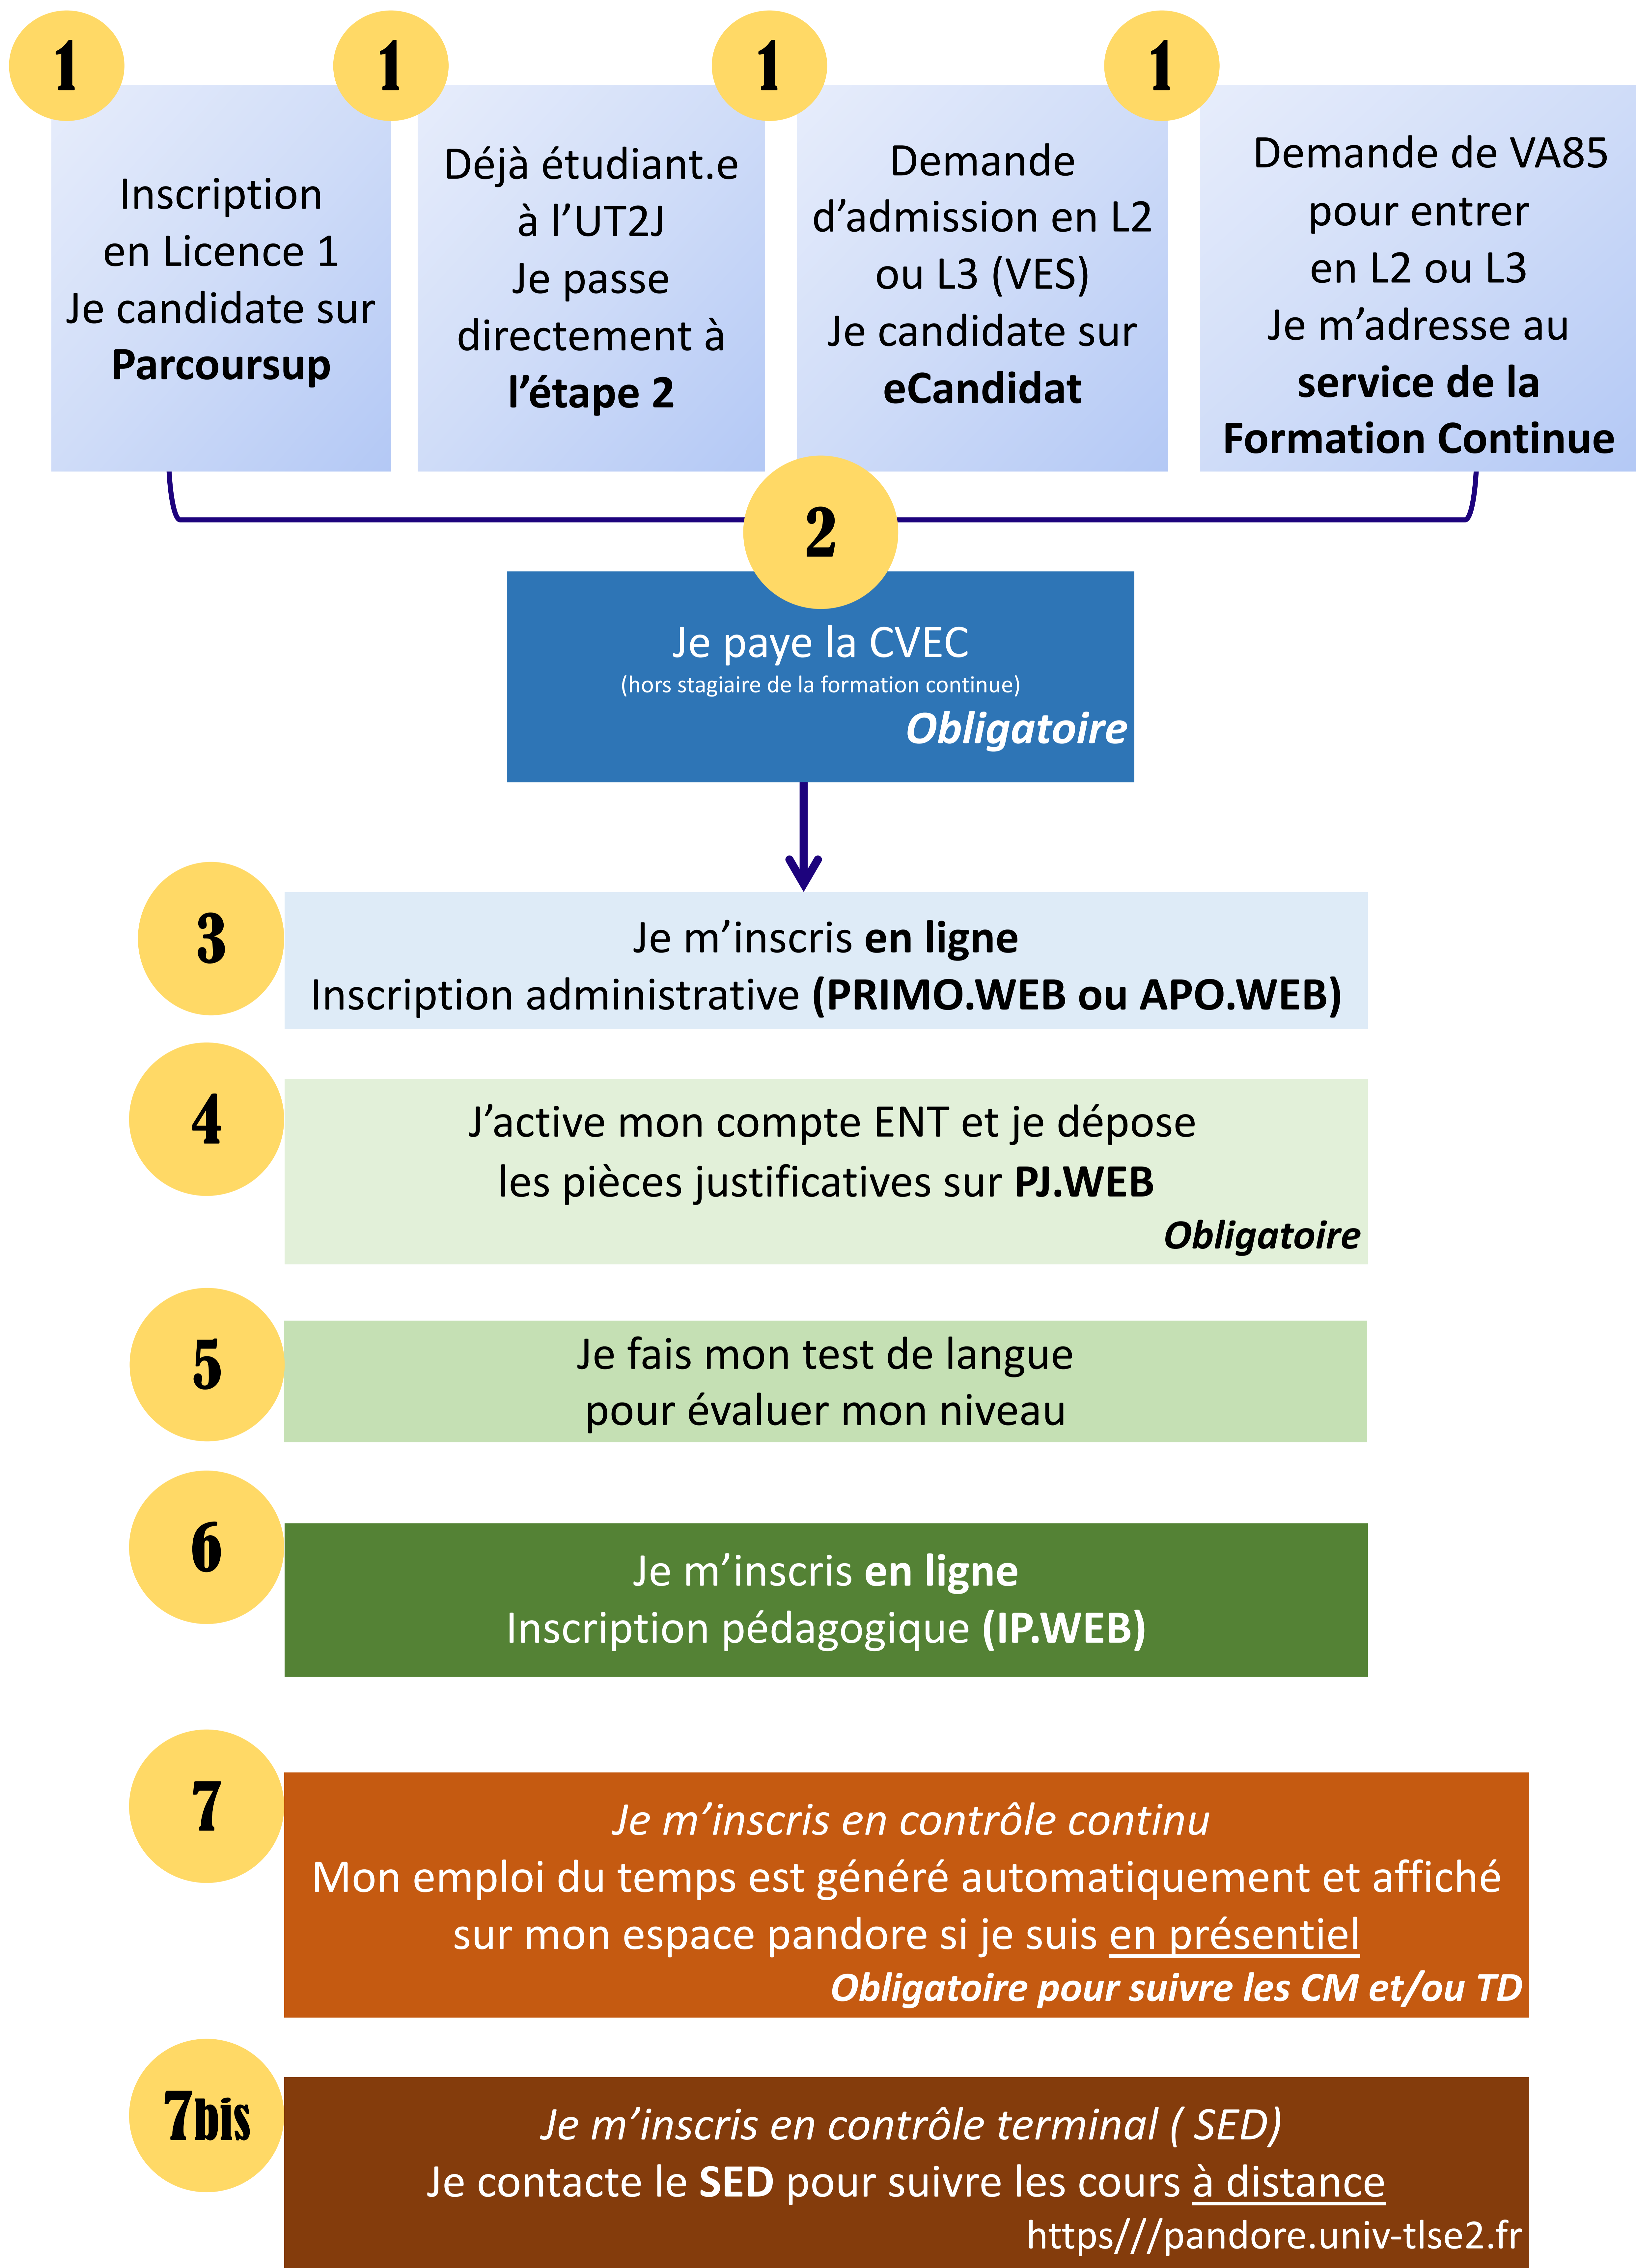 1
Inscription
en Licence 1
Je candidate sur
Parcoursup
1
Déjà étudiant.e
à l’UT2J
Je passe
directement à
l’étape 2
1
Demande
d’admission en L2
ou L3 (VES)
Je candidate sur
eCandidat
1
Demande de VA85
pour entrer
en L2 ou L3
Je m’adresse au
service de la
Formation Continue
2
Je paye la CVEC
(hors stagiaire de la formation continue)
Obligatoire
3
Je m’inscris en ligne
Inscription administrative (PRIMO.WEB ou APO.WEB)
4
J’active mon compte ENT et je dépose
les pièces justificatives sur PJ.WEB
Obligatoire
5
Je fais mon test de langue
pour évaluer mon niveau
6
Je m’inscris en ligne
Inscription pédagogique (IP.WEB)
7
Je m’inscris en contrôle continu
Mon emploi du temps est généré automatiquement et affiché
sur mon espace pandore si je suis en présentiel
Obligatoire pour suivre les CM et/ou TD
7bis
Je m’inscris en contrôle terminal ( SED)
Je contacte le SED pour suivre les cours à distance
https///pandore.univ-tlse2.fr